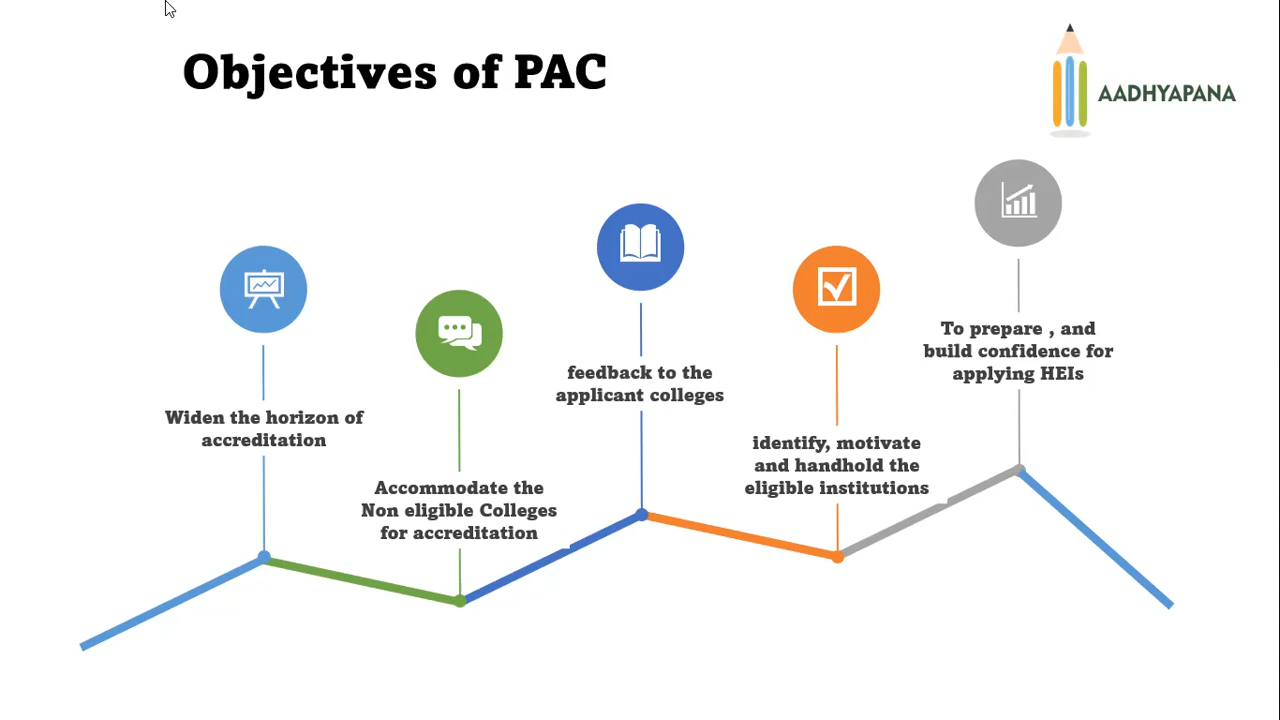 Objectives of PAC
AADHYAPANA
Widen the horizon of
accreditation
Accommodate the
Non eligible Colleges
for accreditation
feedback to the
applicant colleges
identify, motivate
and handhold the
eligible institutions
To prepare , and
build confidence for
applying HEIs